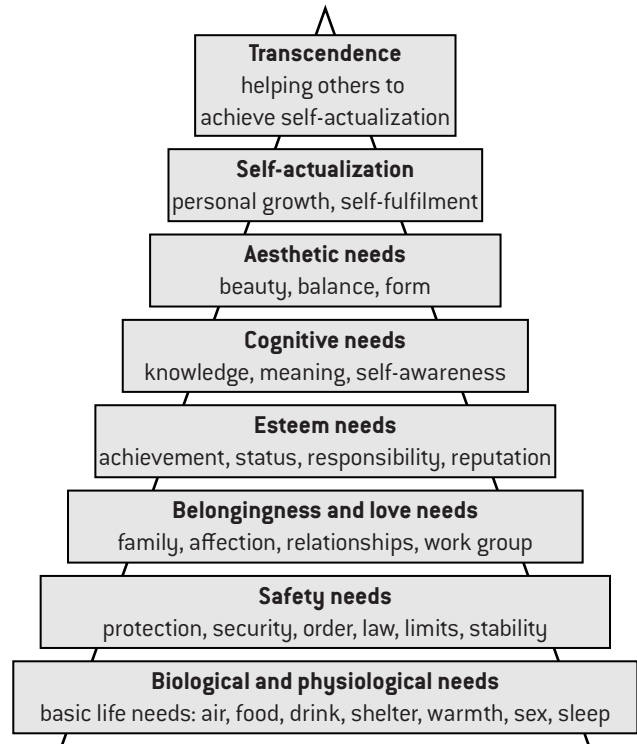 Transcendence
helping others to
achieve self-actualization
Self-actualization
personal growth, self-fulfilment
Aesthetic needs
beauty, balance, form
Cognitive needs
knowledge, meaning, self-awareness
Esteem needs
achievement, status, responsibility, reputation
Belongingness and love needs
family, affection, relationships, work group
Safety needs
protection, security, order, law, limits, stability
Biological and physiological needs
basic life needs: air, food, drink, shelter, warmth, sex, sleep